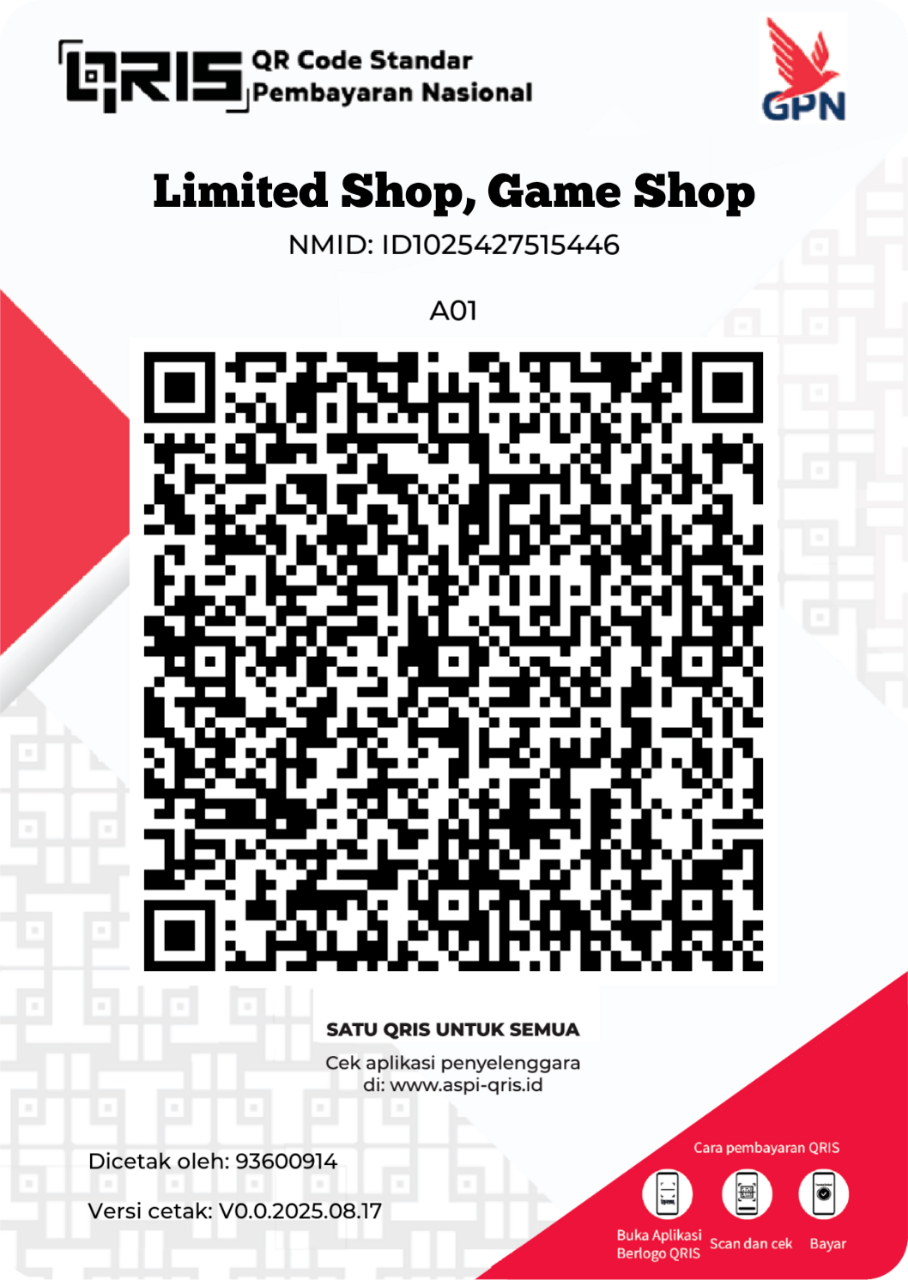 QRIS
QR Code Standar
Pembayaran Nasional
GPN
Limited Shop, Game Shop
NMID: ID1025427515446
A01
SATU QRIS UNTUK SEMUA
Cek aplikasi penyelenggara
di: www.aspi-qris.id
Dicetak oleh: 93600914
Versi cetak: V0.0.2025.08.17
Cara pembayaran QRIS
Buka Aplikasi
Berlogo QRIS
Scan dan cek
Bayar